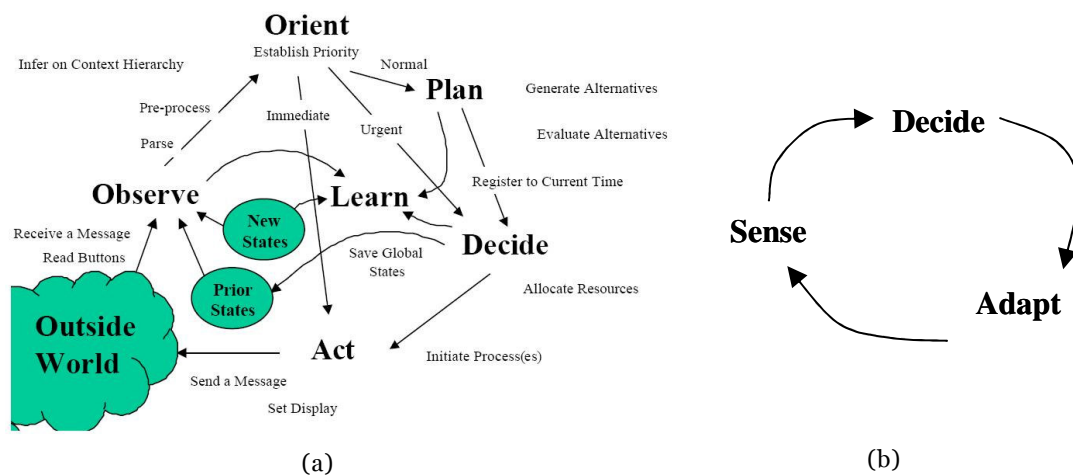 Orient
Establish Priority
Infer on Context Hierarchy
Normal
Plan
Generate Alternatives
Pre-process
Immediate
Urgent
Evaluate Alternatives
Parse
Observe
Learn
Register to Current Time
New
States
Receive a Message
Read Buttons
Decide
Save Global
States
Prior
States
Allocate Resources
Outside
World
Act
Initiate Process(es)
Send a Message
Set Display
(a)
Decide
Sense
Adapt
(b)